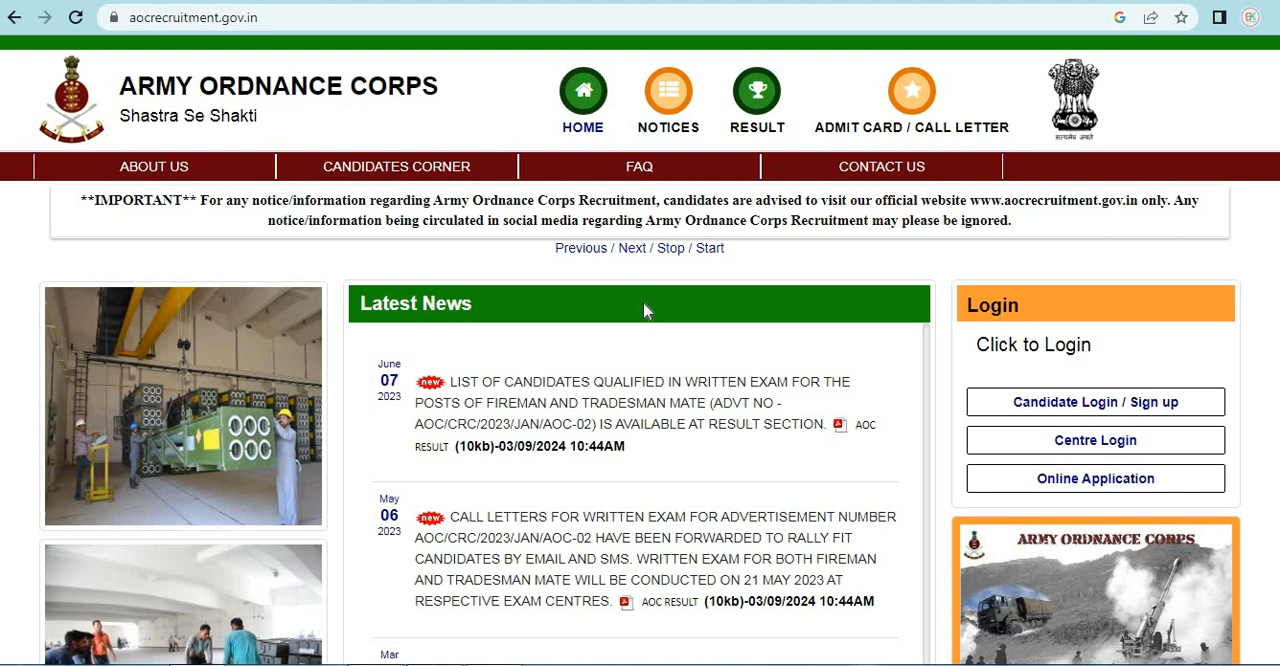 aocrecruitment.gov.in
ARMY ORDNANCE CORPS
Shastra Se Shakti
HOME
NOTICES
RESULT
ADMIT CARD / CALL LETTER
सत्यमेव जयते
ABOUT US
CANDIDATES CORNER
FAQ
CONTACT US
**IMPORTANT** For any notice/information regarding Army Ordnance Corps Recruitment, candidates are advised to visit our official website www.aocrecruitment.gov.in only. Any
notice/information being circulated in social media regarding Army Ordnance Corps Recruitment may please be ignored.
Previous / Next / Stop / Start
Latest News
June
07
2023
new LIST OF CANDIDATES QUALIFIED IN WRITTEN EXAM FOR THE
POSTS OF FIREMAN AND TRADESMAN MATE (ADVT NO -
AOC/CRC/2023/JAN/AOC-02) IS AVAILABLE AT RESULT SECTION. AOC
RESULT (10kb)-03/09/2024 10:44AM
May
06
2023
new CALL LETTERS FOR WRITTEN EXAM FOR ADVERTISEMENT NUMBER
AOC/CRC/2023/JAN/AOC-02 HAVE BEEN FORWARDED TO RALLY FIT
CANDIDATES BY EMAIL AND SMS. WRITTEN EXAM FOR BOTH FIREMAN
AND TRADESMAN MATE WILL BE CONDUCTED ON 21 MAY 2023 AT
RESPECTIVE EXAM CENTRES. AOC RESULT (10kb)-03/09/2024 10:44AM
Mar
Login
Click to Login
Candidate Login / Sign up
Centre Login
Online Application
ARMY ORDNANCE CORPS